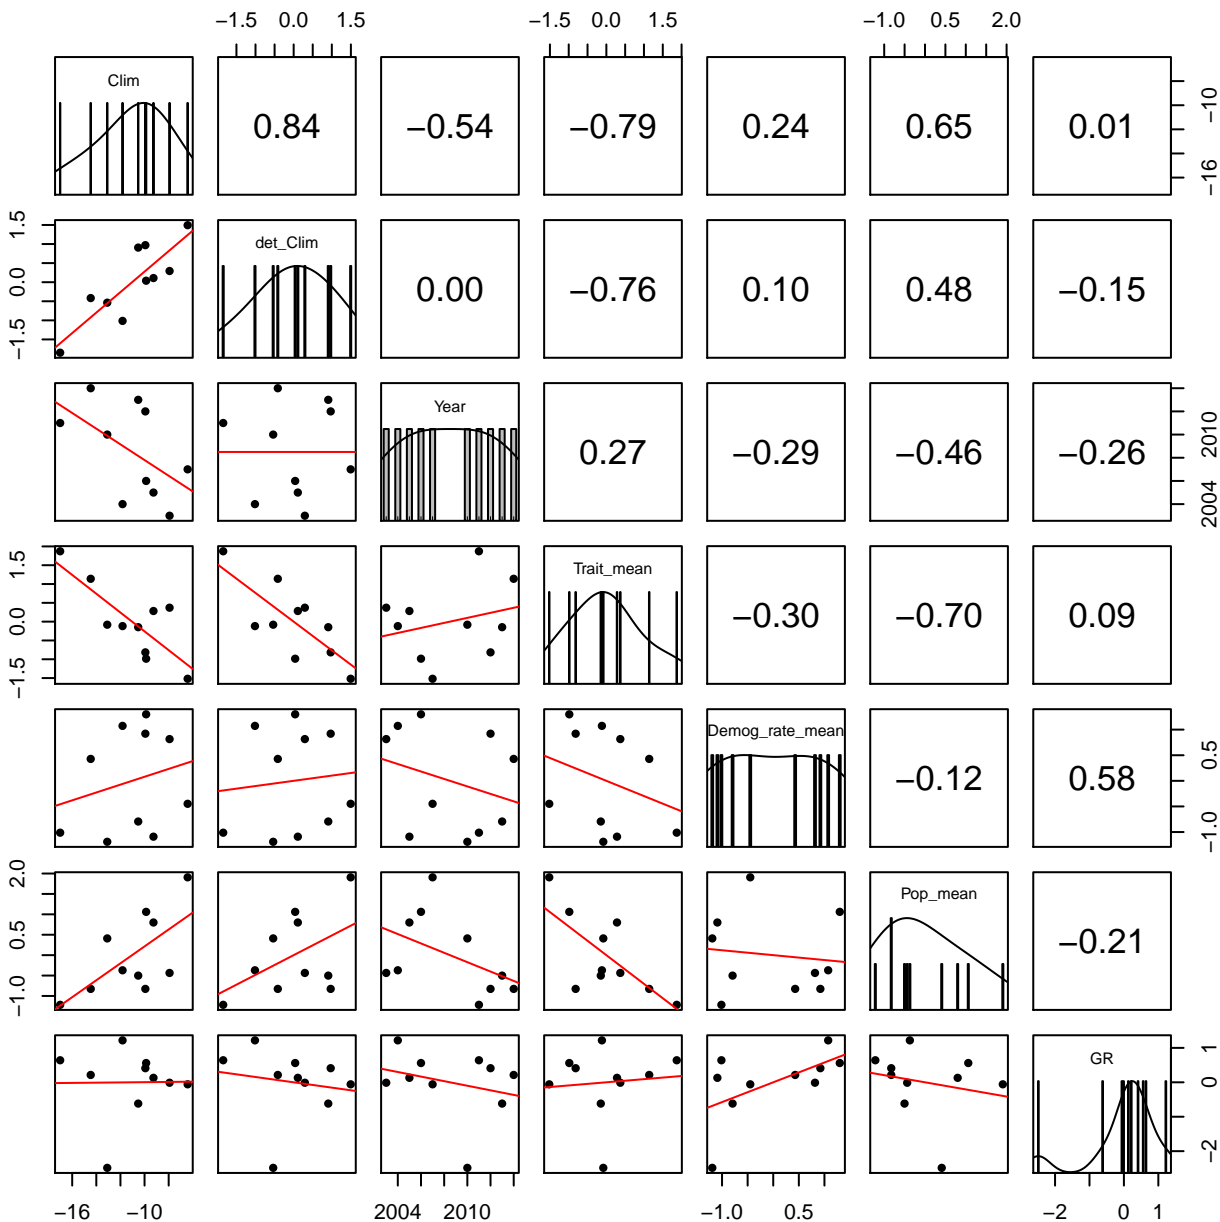 −1.5 0.0 1.5 −1.5 0.0 1.5 −1.0 0.5 2.0
Clim 0.84 −0.54 −0.79 0.24 0.65 0.01 −16 −10
−1.5 0.0 1.5 det_Clim 0.00 −0.76 0.10 0.48 −0.15
Year 0.27 −0.29 −0.46 −0.26 2004 2010
−1.5 0.0 1.5 Trait_mean −0.30 −0.70 0.09
Demog_rate_mean −0.12 0.58 −1.0 0.5
−1.0 0.5 2.0 Pop_mean −0.21
GR −2 0 1
−16 −10 2004 2010 −1.0 0.5 −2 0 1